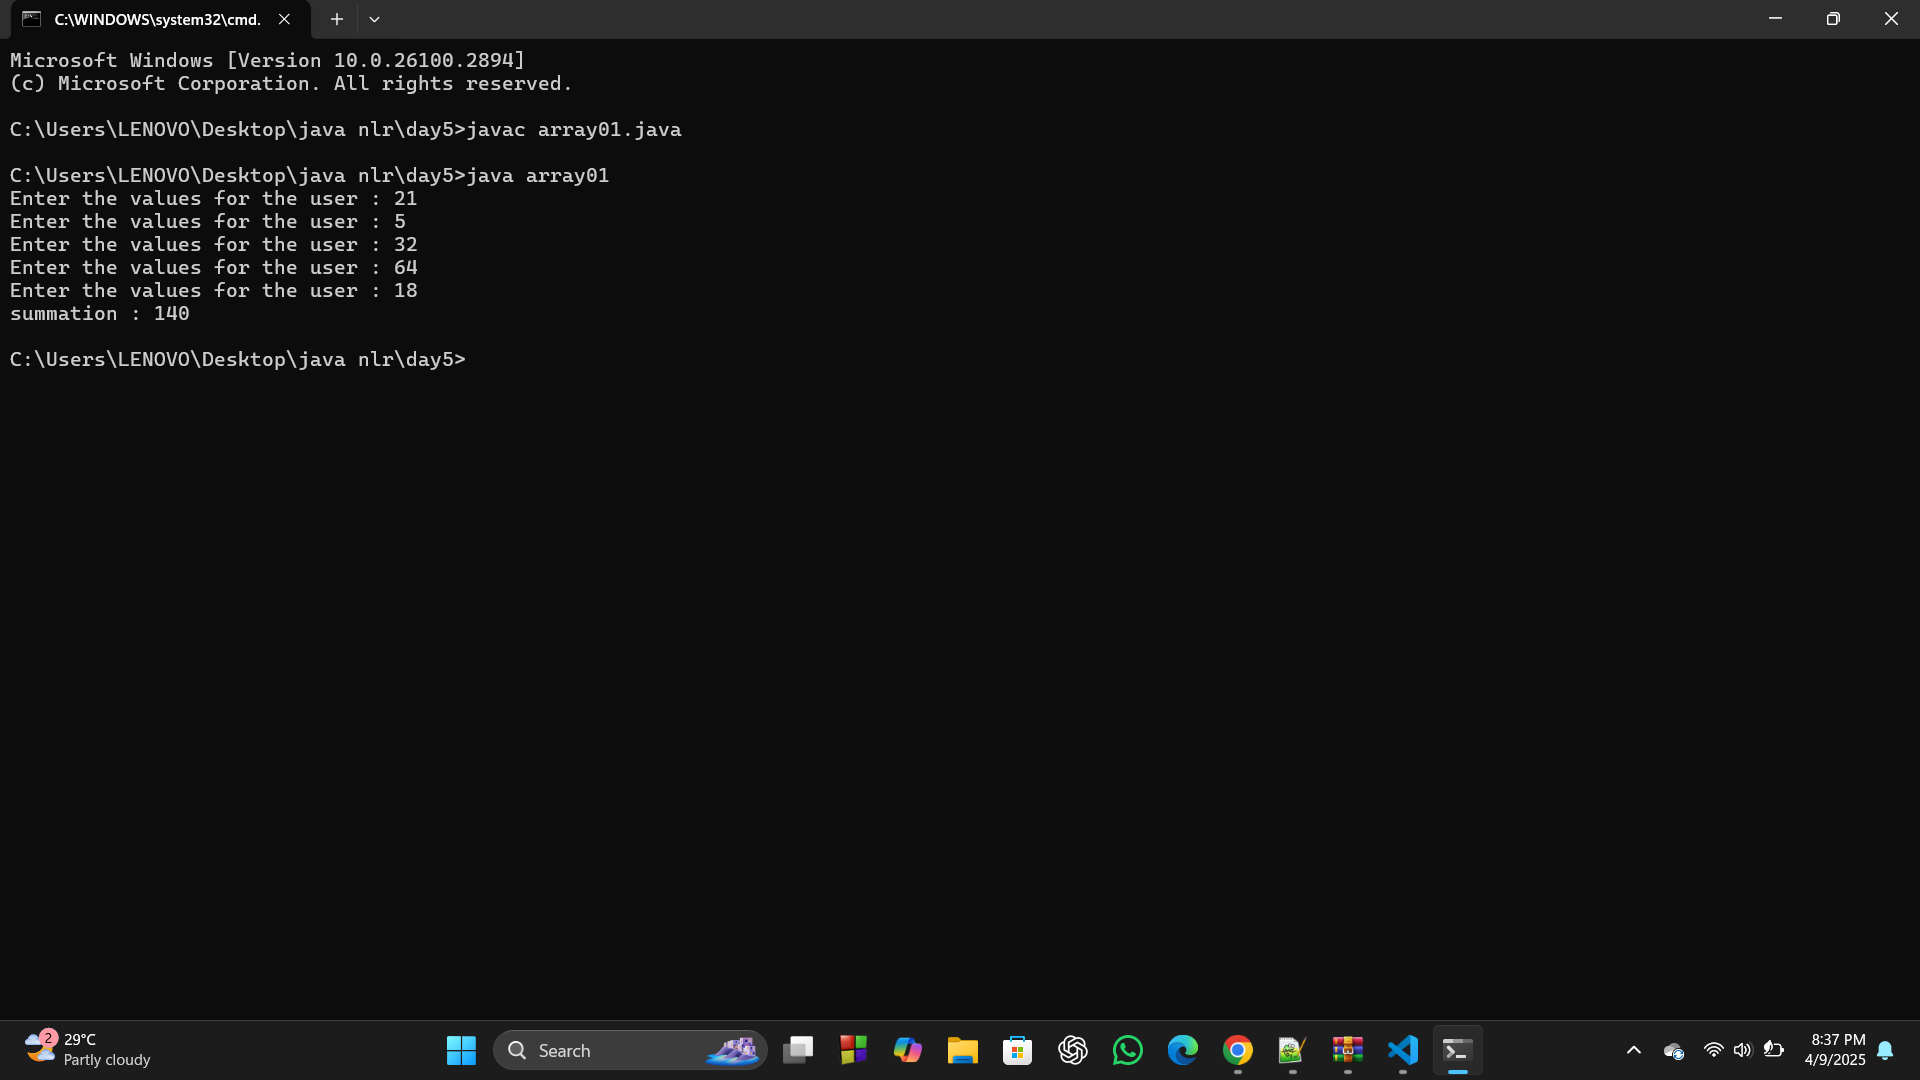 C:\WINDOWS\system32\cmd.
Microsoft Windows [Version 10.0.26100.2894]
(c) Microsoft Corporation. All rights reserved.
C:\Users\LENOVO\Desktop\java nlr\day5>javac array01.java
C:\Users\LENOVO\Desktop\java nlr\day5>java array01
Enter the values for the user : 21
Enter the values for the user : 5
Enter the values for the user : 32
Enter the values for the user : 64
Enter the values for the user : 18
summation : 140
C:\Users\LENOVO\Desktop\java nlr\day5>
2
29°C
Partly cloudy
Search
8:37 PM
4/9/2025